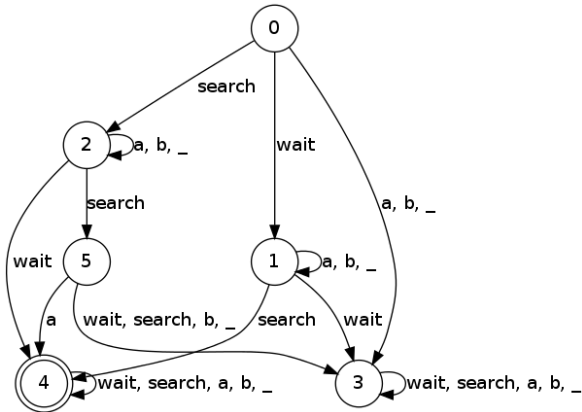 0
search
2
a, b, _
wait
a, b, _
search
wait
5
1
a, b, _
a
wait, search, b, _
search
wait
4
wait, search, a, b, _
3
wait, search, a, b, _